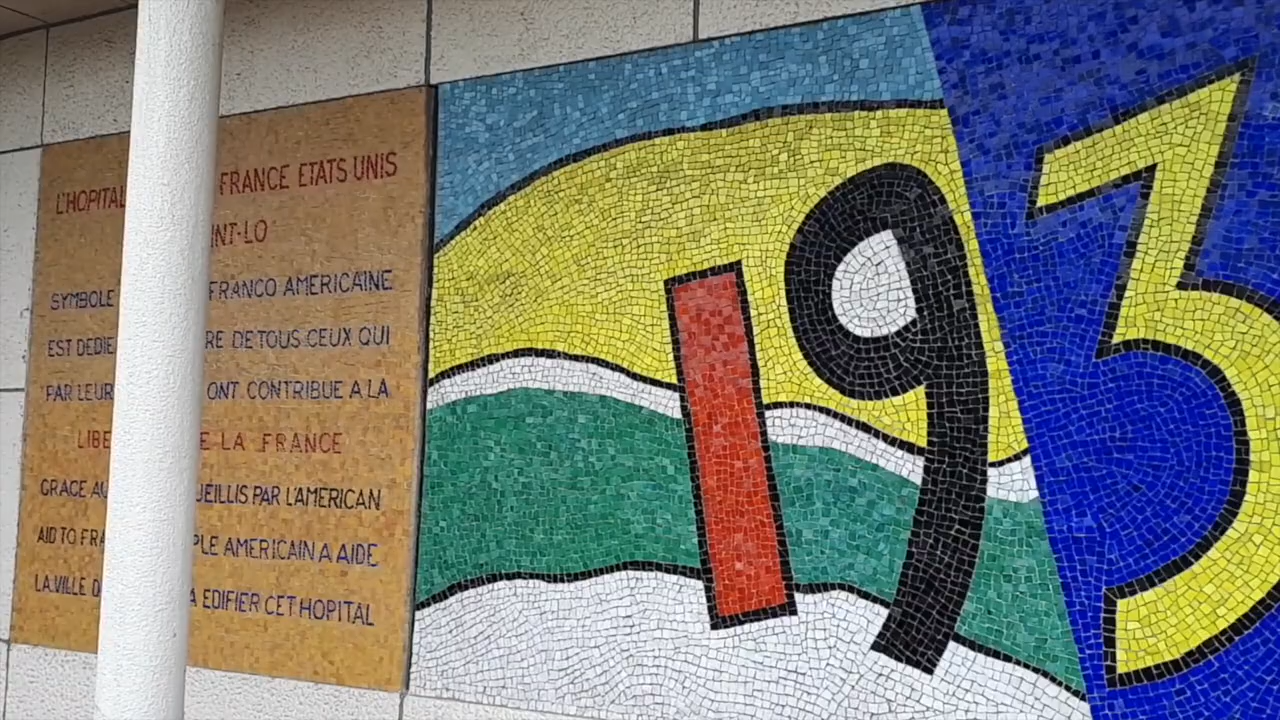 L'HOPITAL FRANCE ETATS UNIS
INT-LO
SYMBOLE FRANCO AMERICAINE
EST DEDIE RE DE TOUS CEUX QUI
PAR LEUR ONT CONTRIBUE A LA
LIBE E LA FRANCE
GRACE AU UEILLIS PAR L'AMERICAN
AID TO FRA PLE AMERICAIN A AIDE
LA VILLE D A EDIFIER CET HOPITAL
193